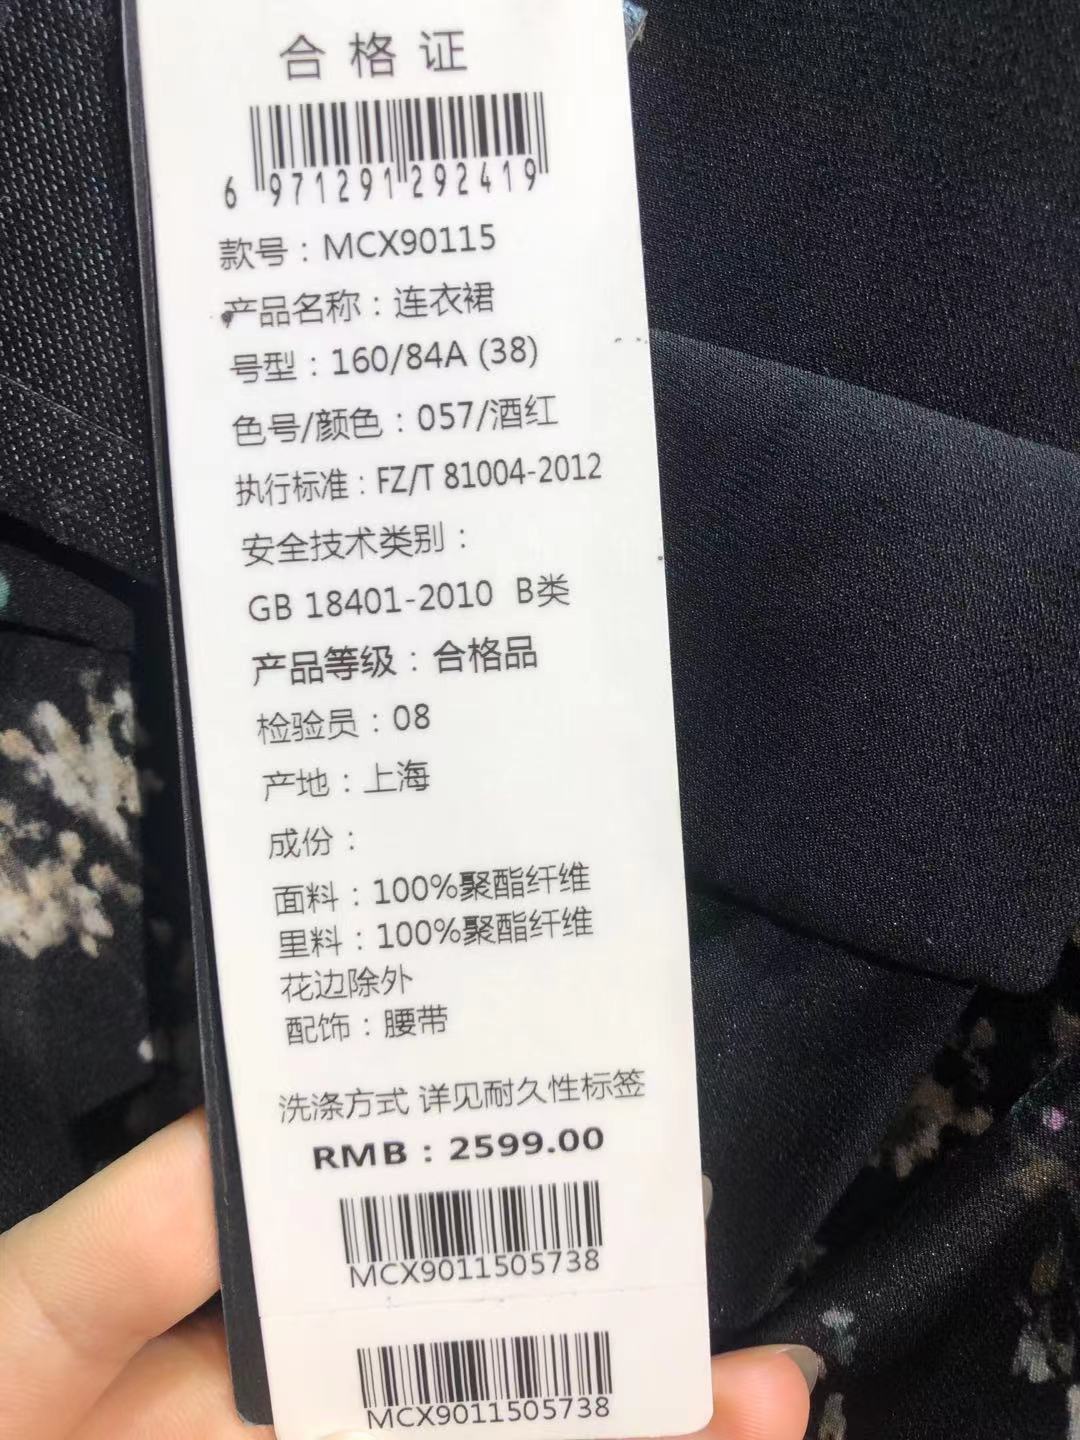 合格证
6 971291 292419
款号：MCX90115
产品名称：连衣裙
号型：160/84A (38)
色号/颜色：057/酒红
执行标准：FZ/T 81004-2012
安全技术类别：
GB 18401-2010 B类
产品等级：合格品
检验员：08
产地：上海
成份：
面料：100%聚酯纤维
里料：100%聚酯纤维
花边除外
配饰：腰带
洗涤方式 详见耐久性标签
RMB：2599.00
MCX9011505738
MCX9011505738